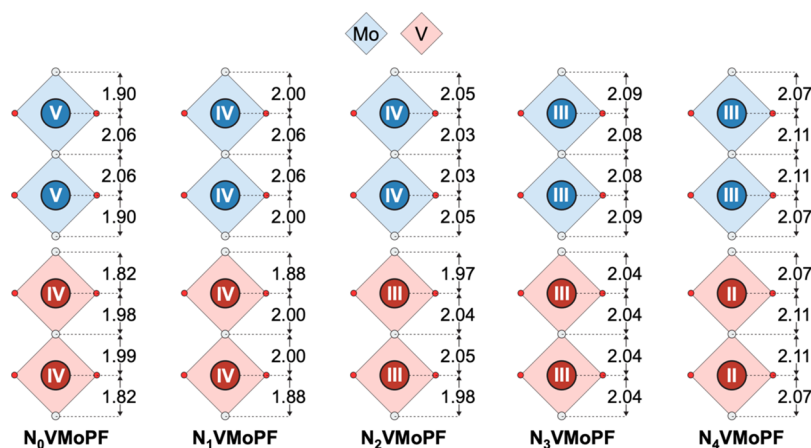 Mo V
1.90 2.00 2.05 2.09 2.07
V IV IV III III
2.06 2.06 2.03 2.08 2.11
2.06 2.06 2.03 2.08 2.11
V IV IV III III
1.90 2.00 2.05 2.09 2.07
1.82 1.88 1.97 2.04 2.07
IV IV III III II
1.98 2.00 2.04 2.04 2.11
1.99 2.00 2.05 2.04 2.11
IV IV III III II
1.82 1.88 1.98 2.04 2.07
N₀VMoPF N₁VMoPF N₂VMoPF N₃VMoPF N₄VMoPF